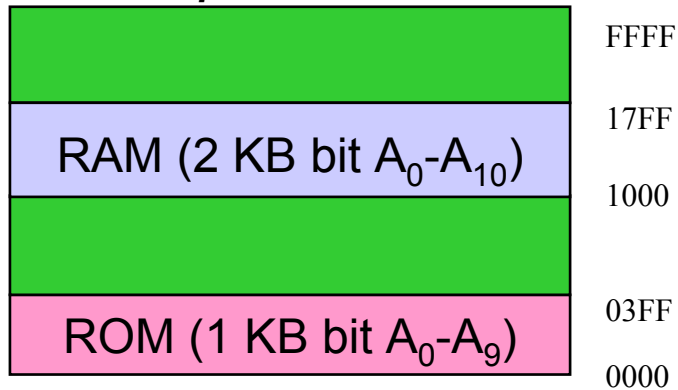 FFFF
17FF
RAM (2 KB bit A₀-A₁₀)
1000
03FF
ROM (1 KB bit A₀-A₉)
0000